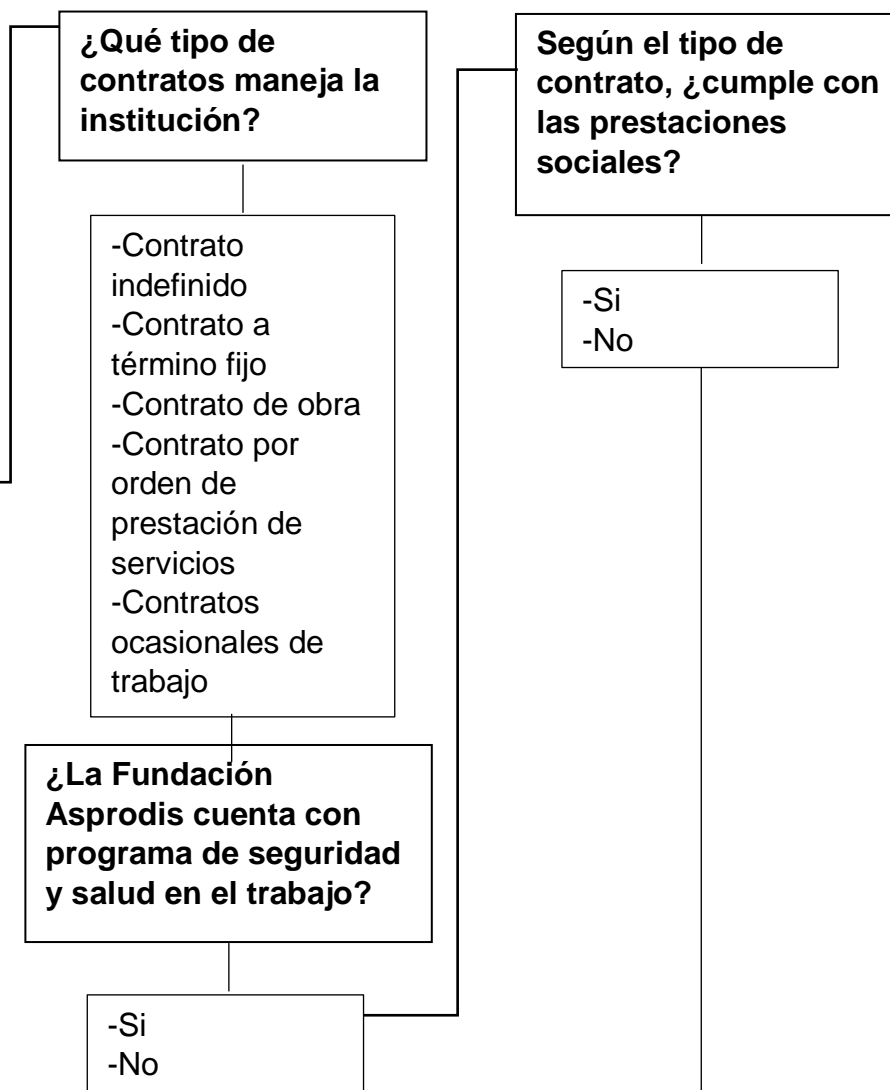 ¿Qué tipo de
contratos maneja la
institución?
-Contrato
indefinido
-Contrato a
término fijo
-Contrato de obra
-Contrato por
orden de
prestación de
servicios
-Contratos
ocasionales de
trabajo
¿La Fundación
Asprodis cuenta con
programa de seguridad
y salud en el trabajo?
-Si
-No
Según el tipo de
contrato, ¿cumple con
las prestaciones
sociales?
-Si
-No